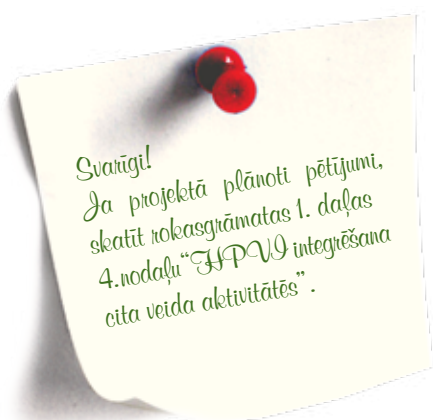 Svarīgi!
Ja projektā plānoti pētījumi,
skatīt rokasgrāmatas 1. daļas
4.nodaļu“HPVI integrēšana
cita veida aktivitātēs”.